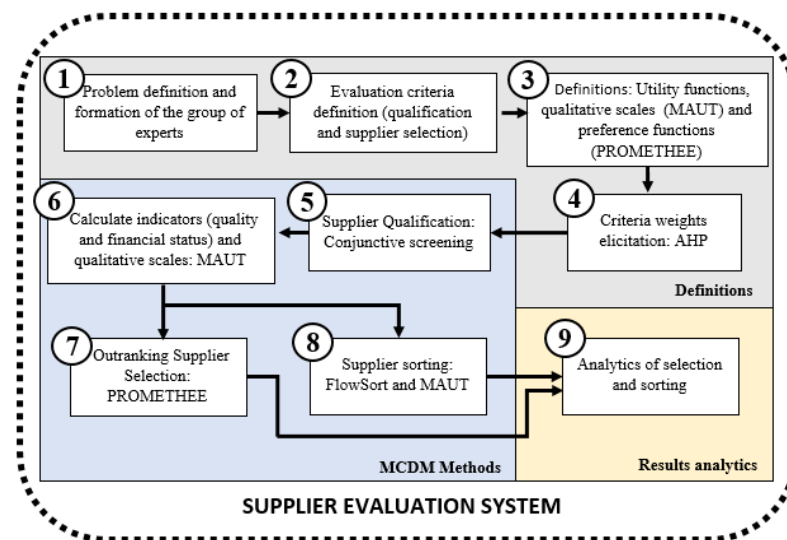 1
Problem definition and
formation of the group of
experts
2
Evaluation criteria
definition (qualification
and supplier selection)
3
Definitions: Utility functions,
qualitative scales (MAUT) and
preference functions
(PROMETHEE)
4
Criteria weights
elicitation: AHP
Definitions
5
Supplier Qualification:
Conjunctive screening
6
Calculate indicators (quality
and financial status) and
qualitative scales: MAUT
7
Outranking Supplier
Selection:
PROMETHEE
8
Supplier sorting:
FlowSort and MAUT
MCDM Methods
9
Analytics of selection
and sorting
Results analytics
SUPPLIER EVALUATION SYSTEM